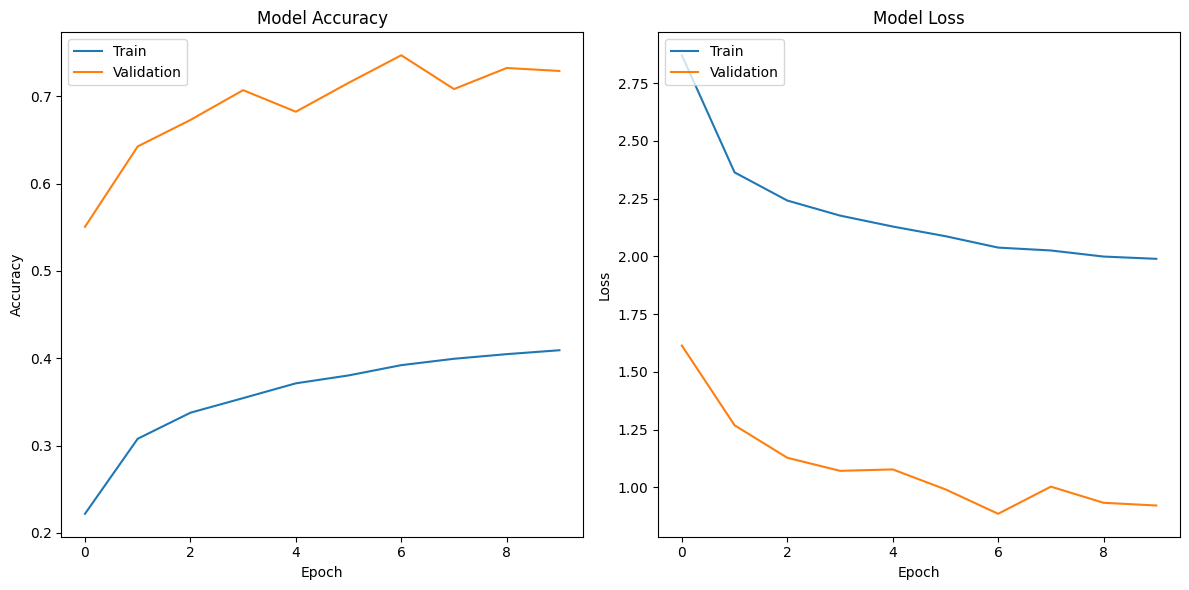 Model Accuracy
Train
Validation
0.7
0.6
0.5
0.4
0.3
0.2
Accuracy
0 2 4 6 8
Epoch
Model Loss
Train
Validation
2.75
2.50
2.25
2.00
1.75
1.50
1.25
1.00
Loss
0 2 4 6 8
Epoch